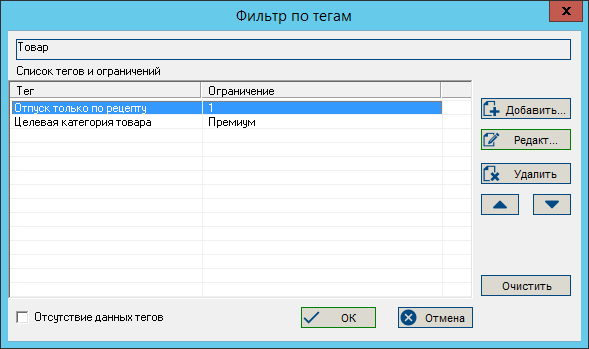 Фильтр по тегам
Товар
Список тегов и ограничений
Тег Ограничение
Отпуск только по рецепту 1
Целевая категория товара Премиум
Добавить...
Редакт...
Удалить
Очистить
Отсутствие данных тегов OK Отмена